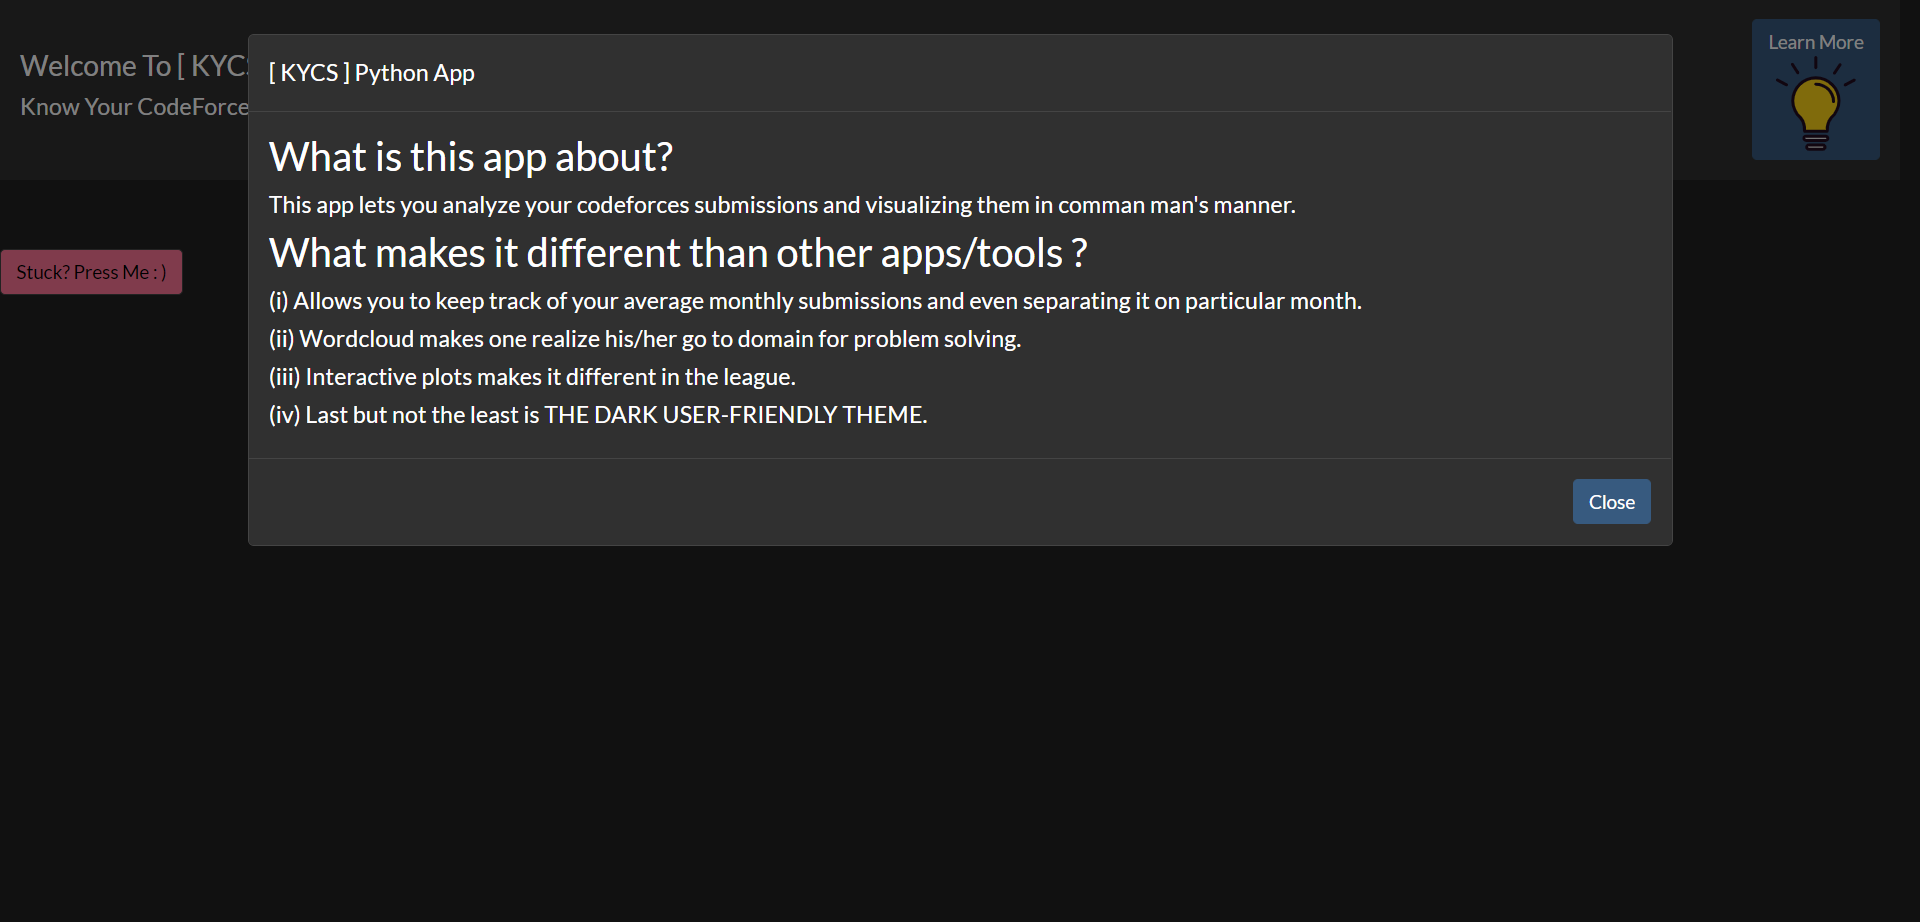 Welcome To [ KYC
Know Your CodeForce
Learn More
[ KYCS ] Python App
What is this app about?
This app lets you analyze your codeforces submissions and visualizing them in comman man's manner.
What makes it different than other apps/tools ?
(i) Allows you to keep track of your average monthly submissions and even separating it on particular month.
(ii) Wordcloud makes one realize his/her go to domain for problem solving.
(iii) Interactive plots makes it different in the league.
(iv) Last but not the least is THE DARK USER-FRIENDLY THEME.
Stuck? Press Me : )
Close